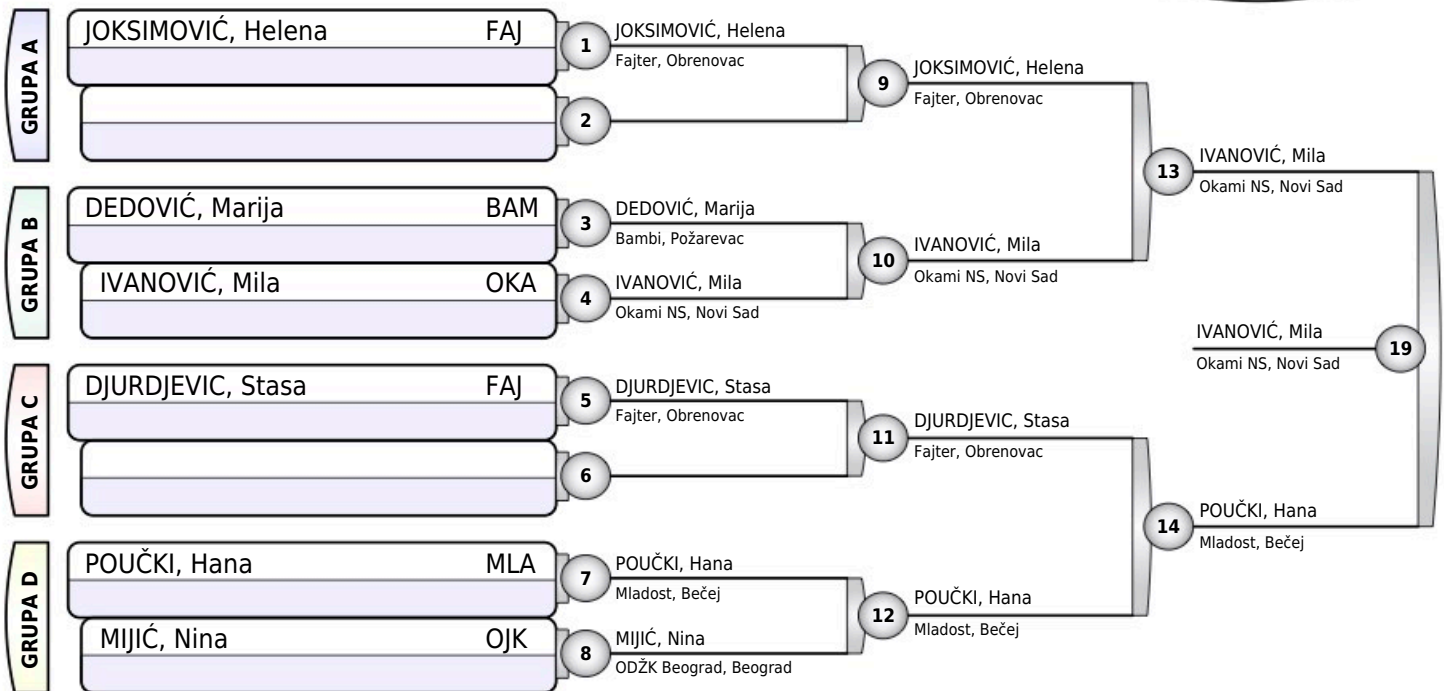 GRUPA A
JOKSIMOVIĆ, Helena FAJ
1
2
JOKSIMOVIĆ, Helena
Fajter, Obrenovac
9
JOKSIMOVIĆ, Helena
Fajter, Obrenovac
GRUPA B
DEDOVIĆ, Marija BAM
IVANOVIĆ, Mila OKA
3
4
DEDOVIĆ, Marija
Bambi, Požarevac
IVANOVIĆ, Mila
Okami NS, Novi Sad
10
IVANOVIĆ, Mila
Okami NS, Novi Sad
13
IVANOVIĆ, Mila
Okami NS, Novi Sad
GRUPA C
DJURDJEVIC, Stasa FAJ
5
6
DJURDJEVIC, Stasa
Fajter, Obrenovac
11
DJURDJEVIC, Stasa
Fajter, Obrenovac
GRUPA D
POUČKI, Hana MLA
MIJIĆ, Nina OJK
7
8
POUČKI, Hana
Mladost, Bečej
MIJIĆ, Nina
ODŽK Beograd, Beograd
12
POUČKI, Hana
Mladost, Bečej
14
POUČKI, Hana
Mladost, Bečej
IVANOVIĆ, Mila
Okami NS, Novi Sad
19